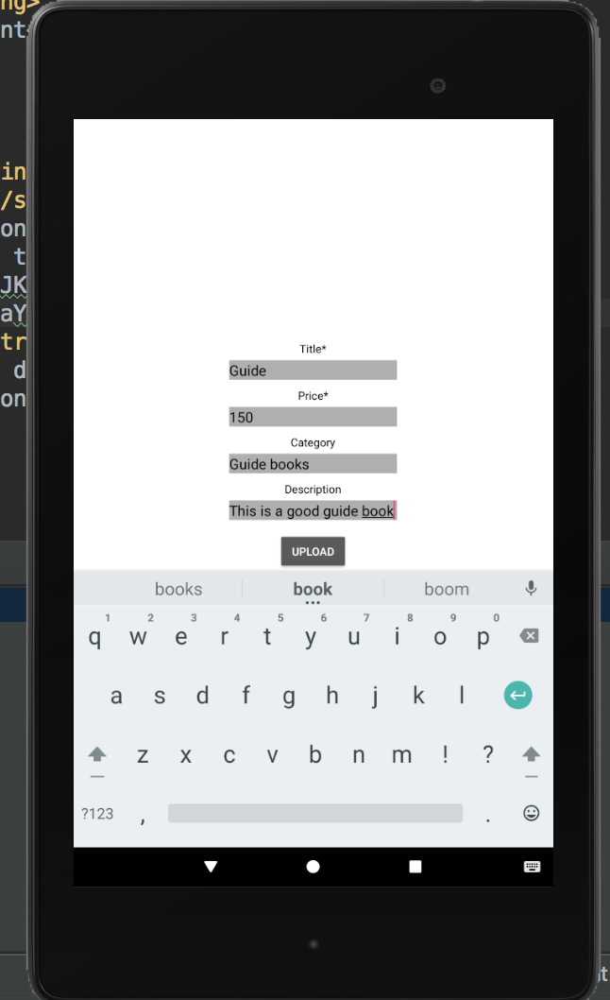 ng>
nt
in
/s
on
t
JK
aY
tr
d
on
Title*
Guide
Price*
150
Category
Guide books
Description
This is a good guide book
UPLOAD
books book boom
1 2 3 4 5 6 7 8 9 0
q w e r t y u i o p
a s d f g h j k l
z x c v b n m ! ?
?123 , .
t